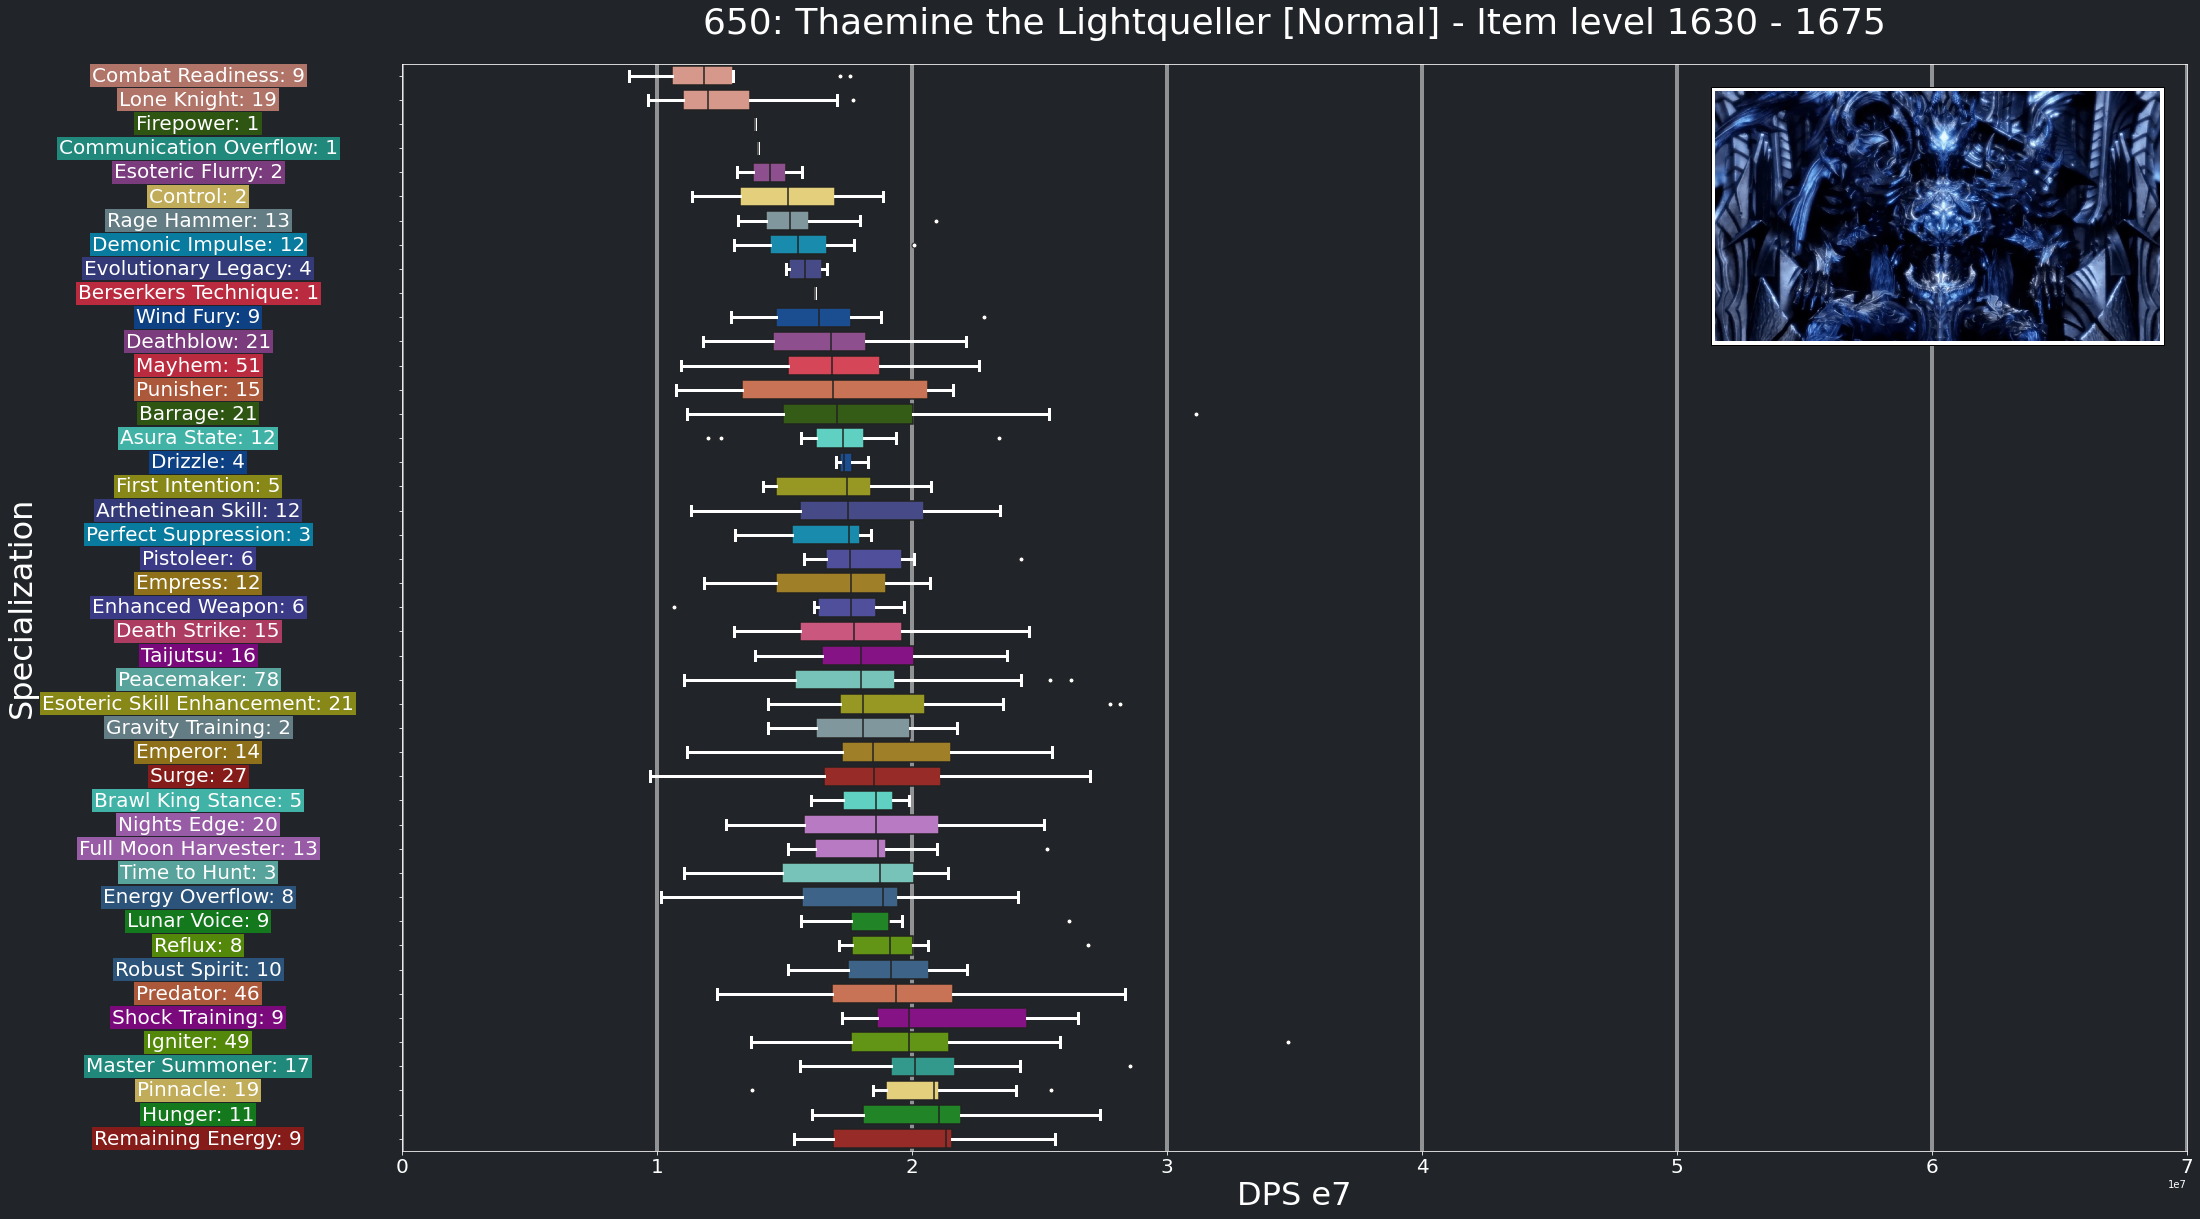 650: Thaemine the Lightqueller [Normal] - Item level 1630 - 1675
Combat Readiness: 9
Lone Knight: 19
Firepower: 1
Communication Overflow: 1
Esoteric Flurry: 2
Control: 2
Rage Hammer: 13
Demonic Impulse: 12
Evolutionary Legacy: 4
Berserkers Technique: 1
Wind Fury: 9
Deathblow: 21
Mayhem: 51
Punisher: 15
Barrage: 21
Asura State: 12
Drizzle: 4
First Intention: 5
Arthetinean Skill: 12
Perfect Suppression: 3
Pistoleer: 6
Empress: 12
Enhanced Weapon: 6
Death Strike: 15
Taijutsu: 16
Peacemaker: 78
Esoteric Skill Enhancement: 21
Gravity Training: 2
Emperor: 14
Surge: 27
Brawl King Stance: 5
Nights Edge: 20
Full Moon Harvester: 13
Time to Hunt: 3
Energy Overflow: 8
Lunar Voice: 9
Reflux: 8
Robust Spirit: 10
Predator: 46
Shock Training: 9
Igniter: 49
Master Summoner: 17
Pinnacle: 19
Hunger: 11
Remaining Energy: 9
Specialization
0 1 2 3 4 5 6 7
1e7
DPS e7